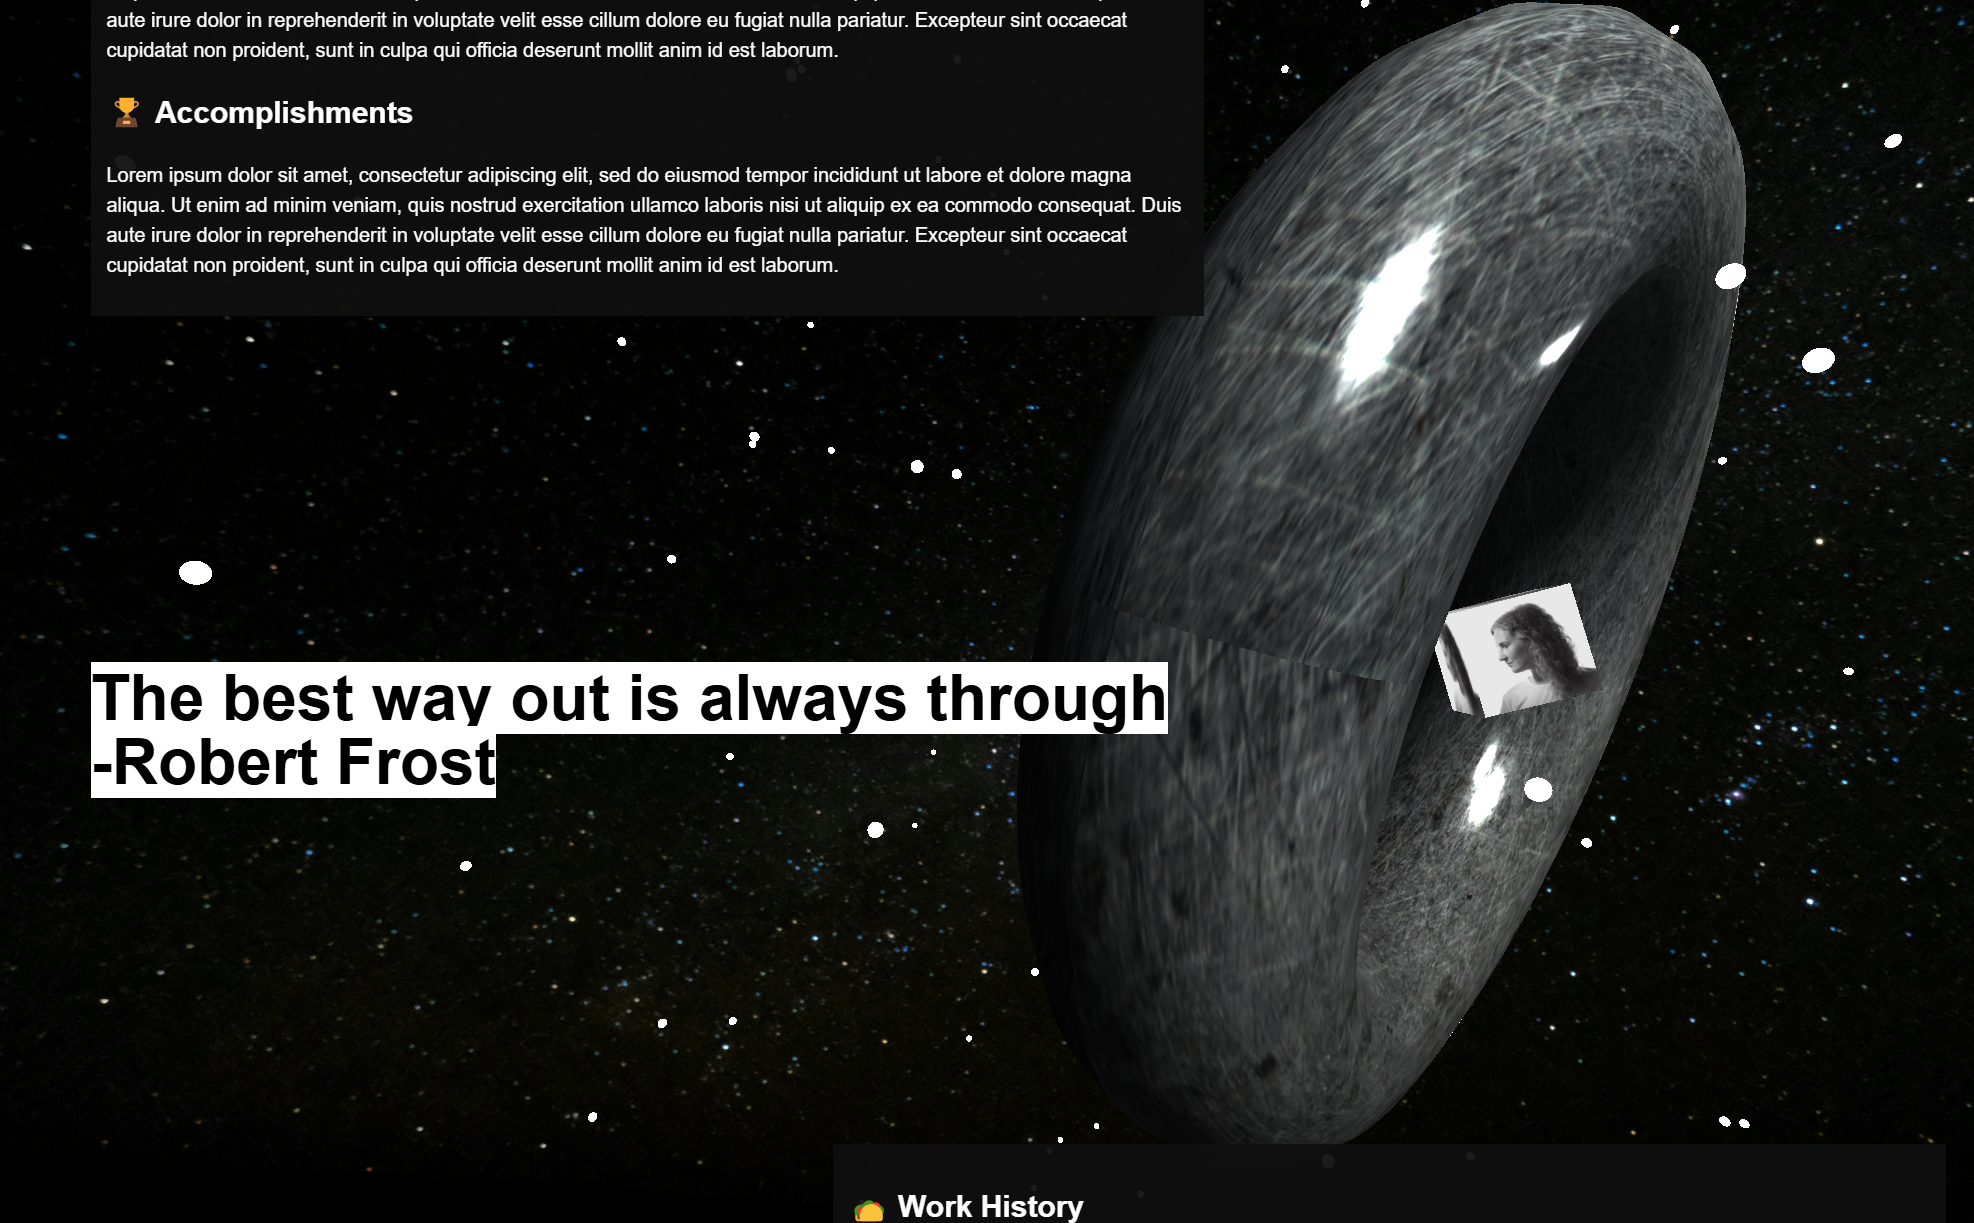 aute irure dolor in reprehenderit in voluptate velit esse cillum dolore eu fugiat nulla pariatur. Excepteur sint occaecat
cupidatat non proident, sunt in culpa qui officia deserunt mollit anim id est laborum.
Accomplishments
Lorem ipsum dolor sit amet, consectetur adipiscing elit, sed do eiusmod tempor incididunt ut labore et dolore magna
aliqua. Ut enim ad minim veniam, quis nostrud exercitation ullamco laboris nisi ut aliquip ex ea commodo consequat. Duis
aute irure dolor in reprehenderit in voluptate velit esse cillum dolore eu fugiat nulla pariatur. Excepteur sint occaecat
cupidatat non proident, sunt in culpa qui officia deserunt mollit anim id est laborum.
The best way out is always through
-Robert Frost
Work History